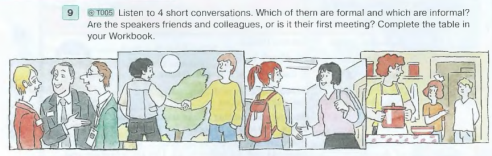 9 T005 Listen to 4 short conversations. Which of them are formal and which are informal?
Are the speakers friends and colleagues, or is it their first meeting? Complete the table in
your Workbook.